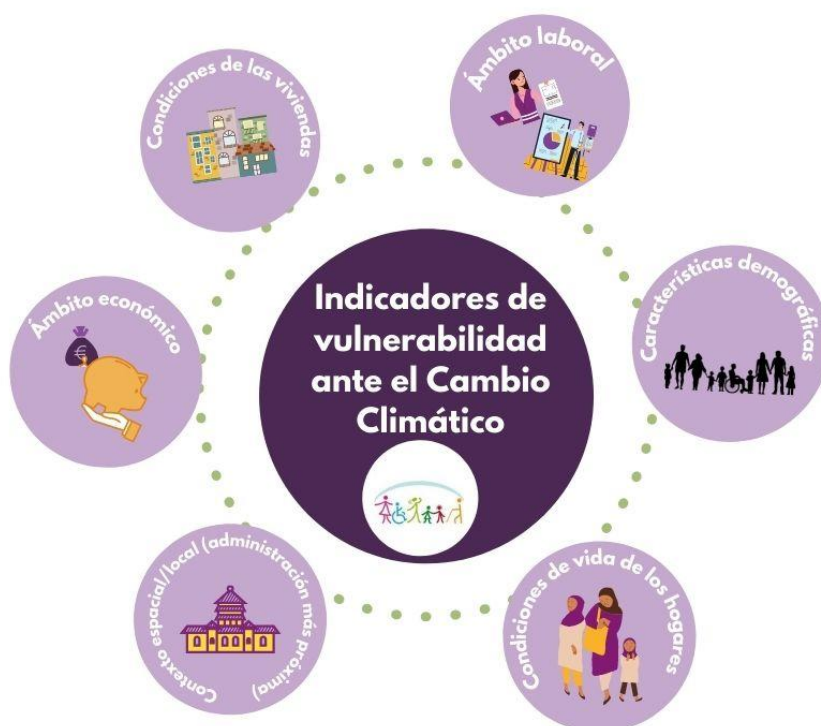 Condiciones de las viviendas
Ámbito laboral
Ámbito económico
Características demográficas
Indicadores de
vulnerabilidad
ante el Cambio
Climático
Contexto espacial/local (administración más próxima)
Condiciones de vida de los hogares
€